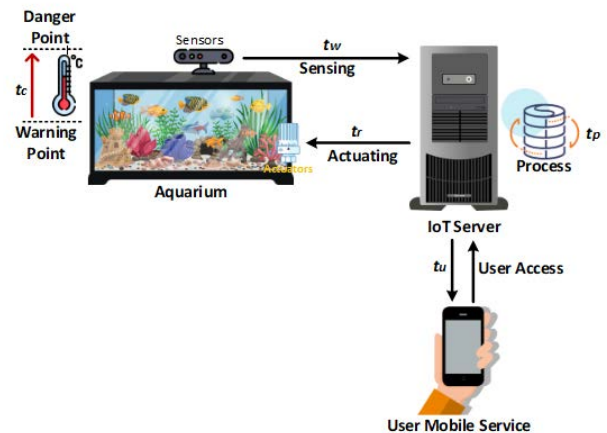 Danger
Point
°C
tc
Warning
Point
Sensors
tw
Sensing
tr
Actuating
Actuators
Aquarium
Process
tp
IoT Server
tu
User Access
User Mobile Service